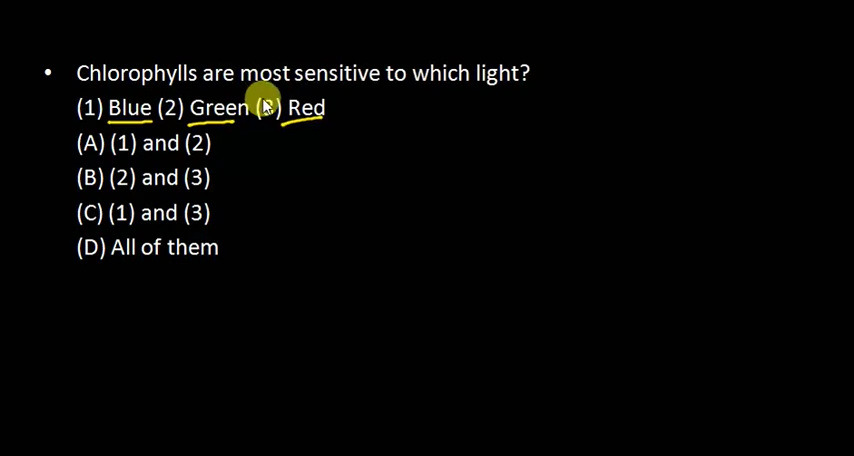 • Chlorophylls are most sensitive to which light?
(1) Blue (2) Green (3) Red
(A) (1) and (2)
(B) (2) and (3)
(C) (1) and (3)
(D) All of them